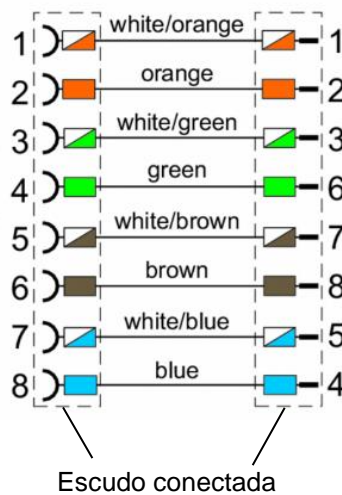 1 white/orange 1
2 orange 2
3 white/green 3
4 green 6
5 white/brown 7
6 brown 8
7 white/blue 5
8 blue 4
Escudo conectada